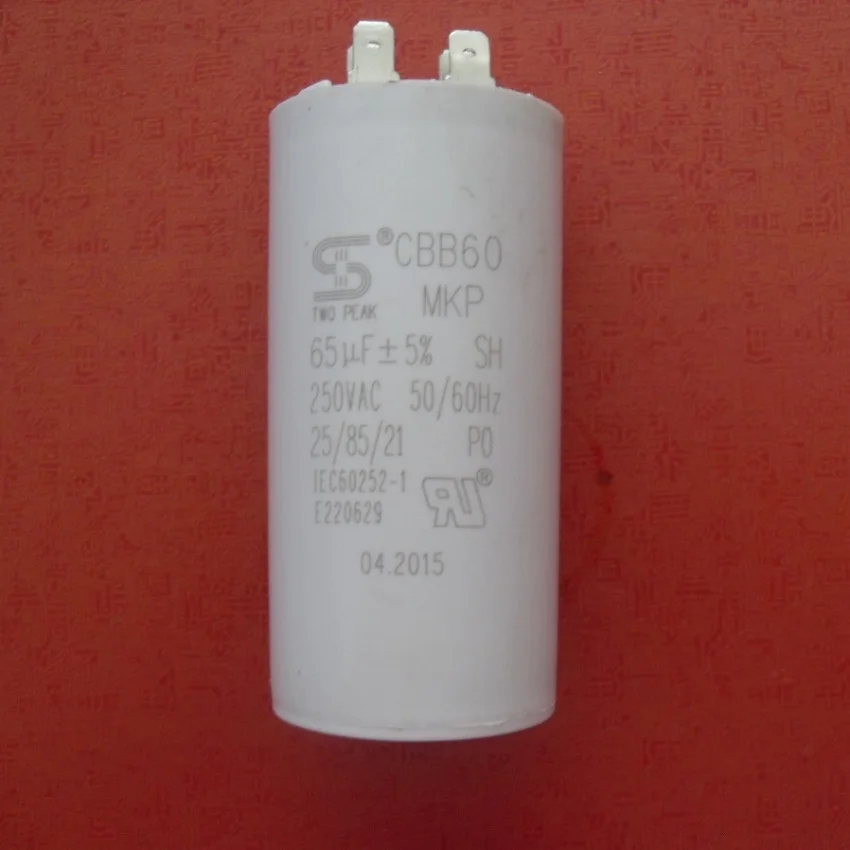 ® CBB60
TWO PEAK MKP
65μF±5% SH
250VAC 50/60Hz
25/85/21 P0
IEC60252-1
E220629 RU®
04.2015